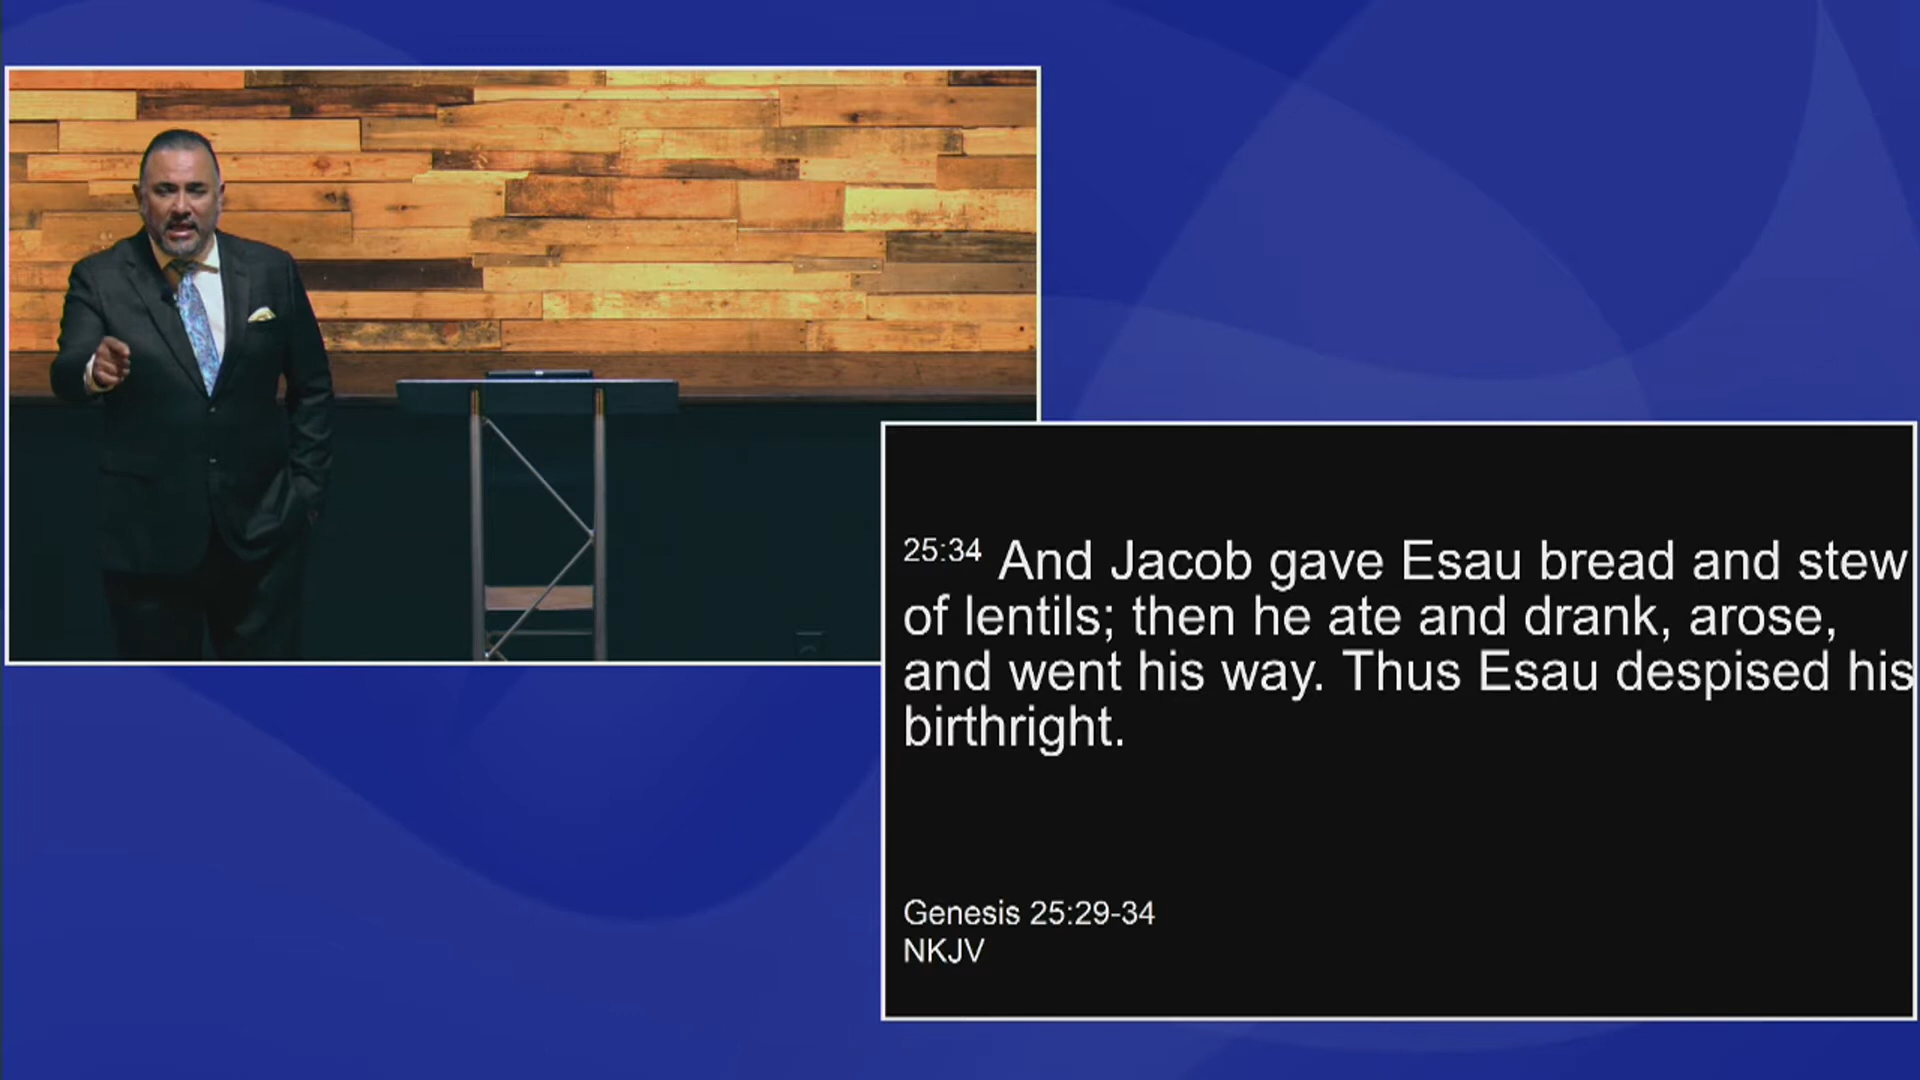 25:34 And Jacob gave Esau bread and stew
of lentils; then he ate and drank, arose,
and went his way. Thus Esau despised his
birthright.
Genesis 25:29-34
NKJV